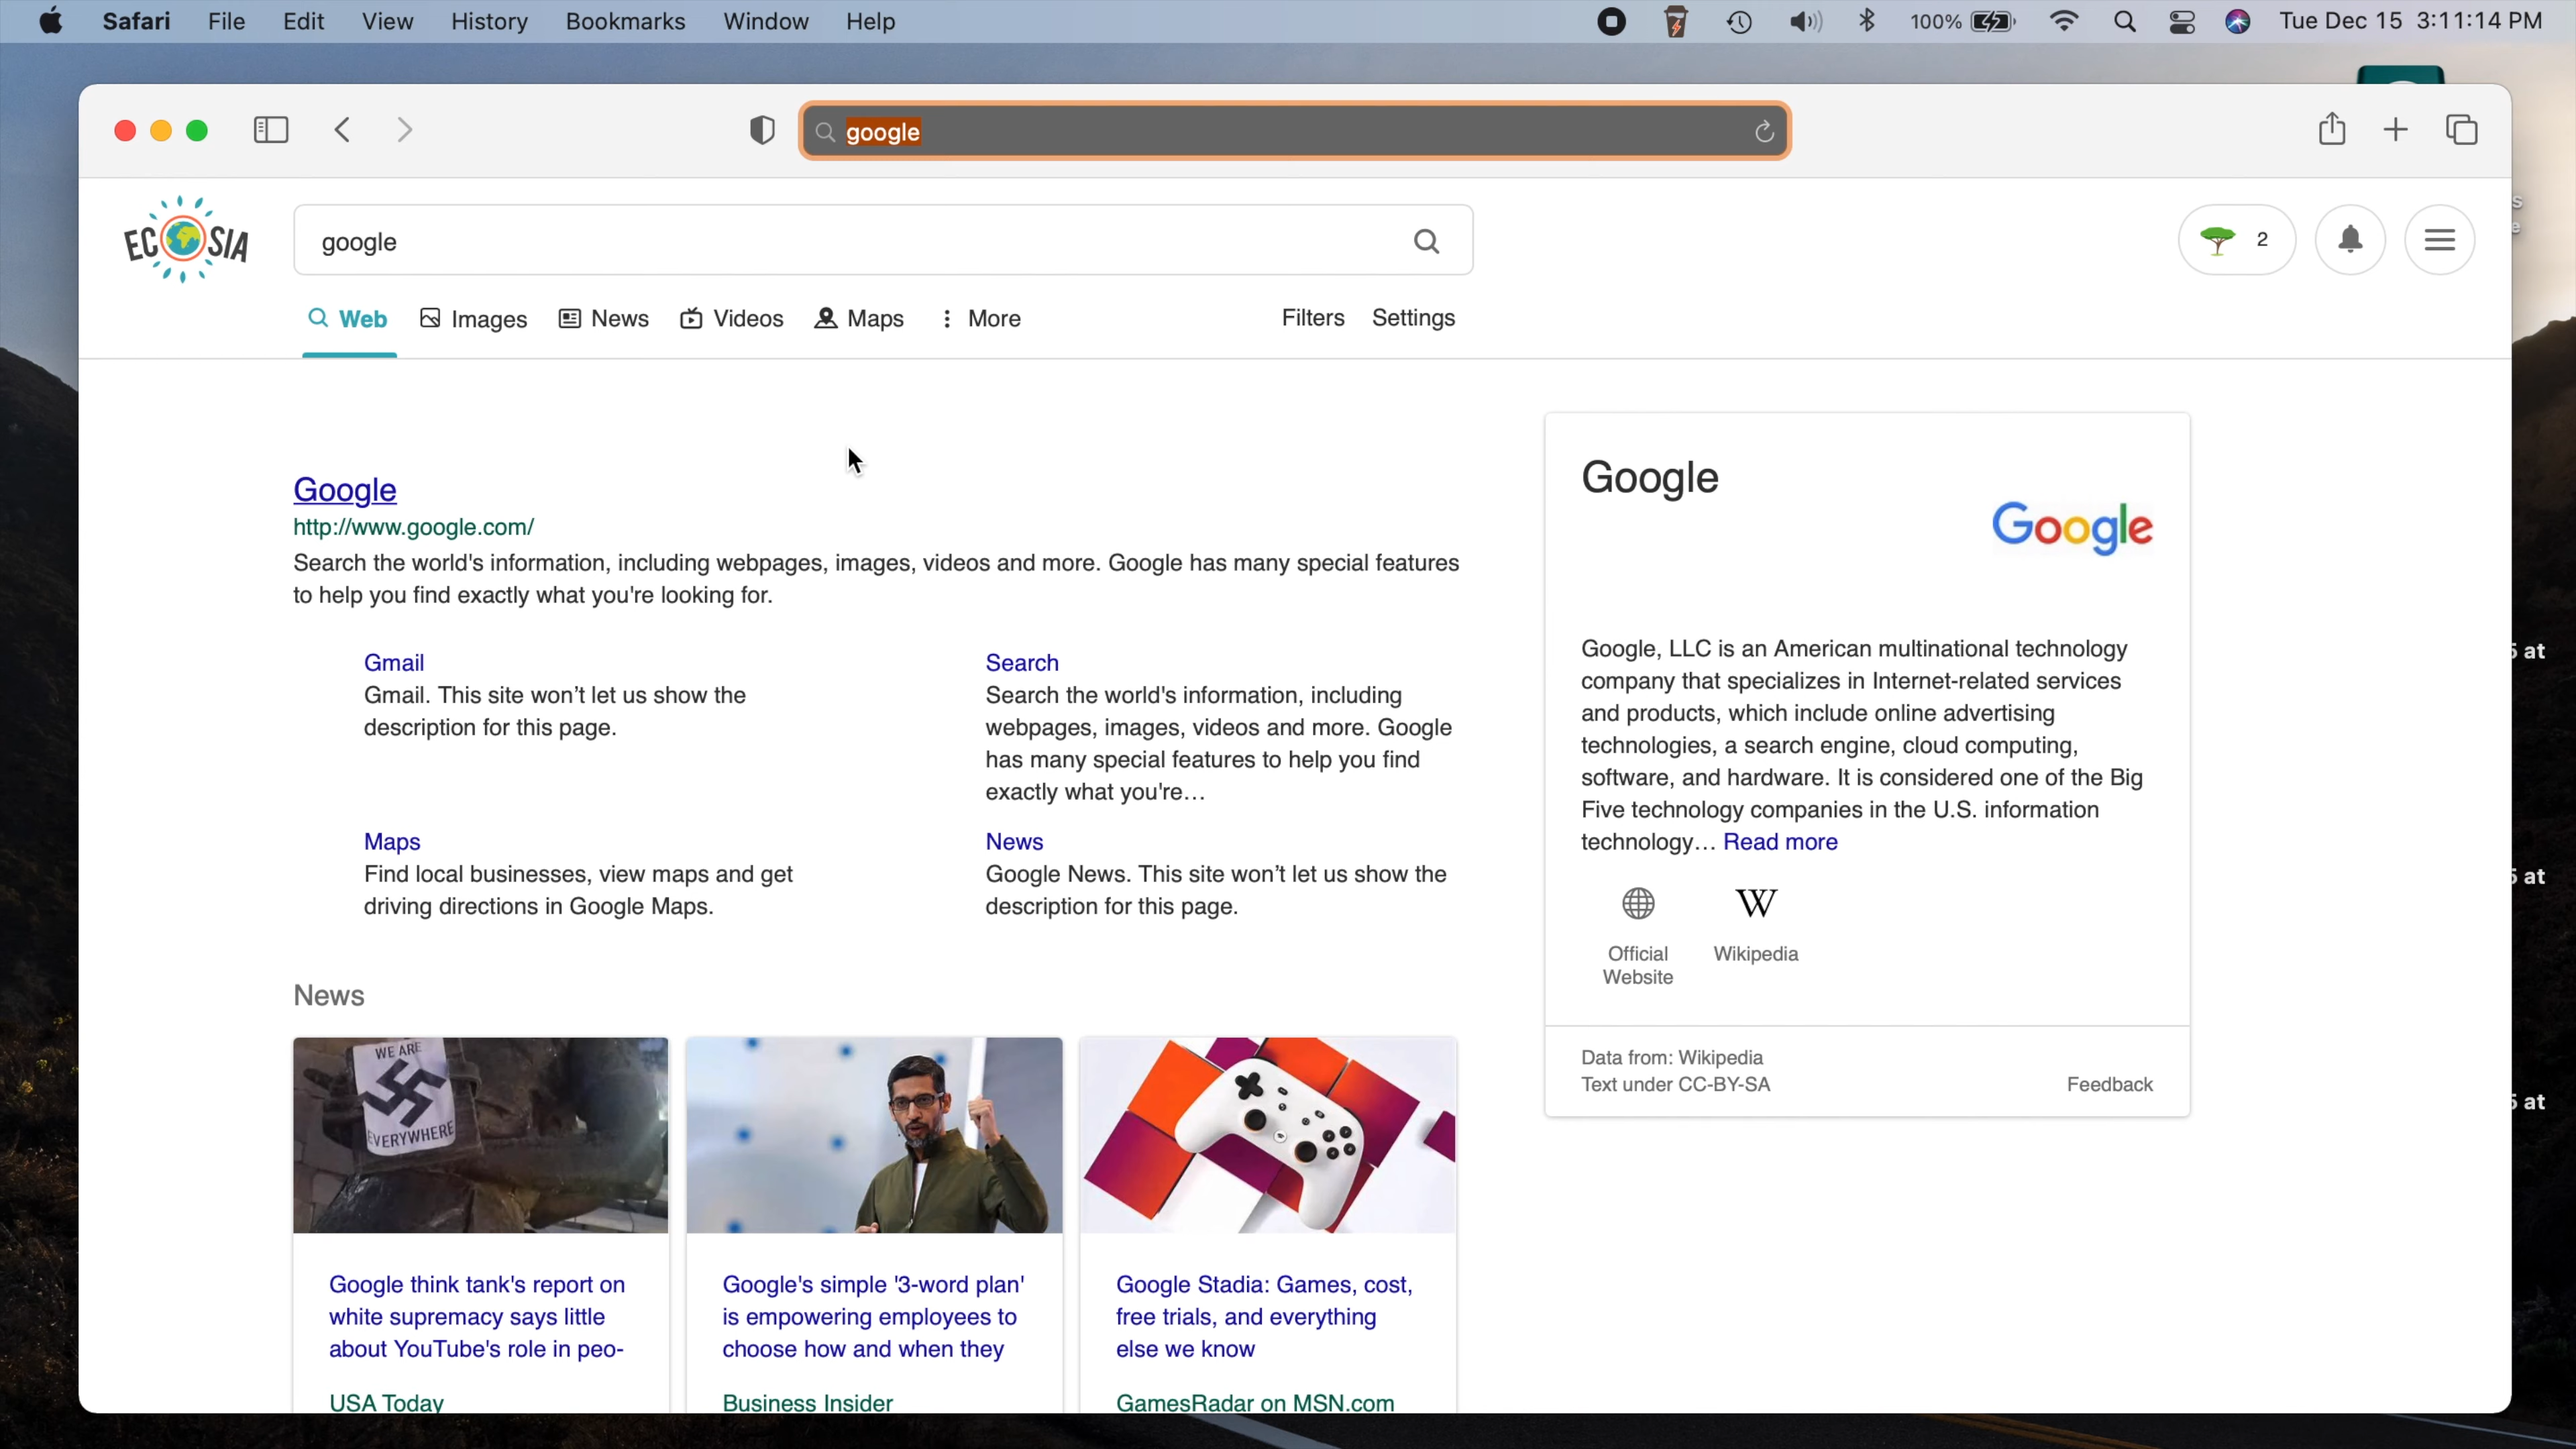 Safari File Edit View History Bookmarks Window Help 100% Tue Dec 15 3:11:14 PM
google
ECOSIA google 2
Web Images News Videos Maps More Filters Settings
Google
http://www.google.com/
Search the world's information, including webpages, images, videos and more. Google has many special features
to help you find exactly what you're looking for.
Gmail
Gmail. This site won’t let us show the
description for this page.
Search
Search the world's information, including
webpages, images, videos and more. Google
has many special features to help you find
exactly what you're…
Maps
Find local businesses, view maps and get
driving directions in Google Maps.
News
Google News. This site won’t let us show the
description for this page.
News
WE ARE
EVERYWHERE
Google think tank's report on
white supremacy says little
about YouTube's role in peo-
USA Today
Google's simple '3-word plan'
is empowering employees to
choose how and when they
Business Insider
Google Stadia: Games, cost,
free trials, and everything
else we know
GamesRadar on MSN.com
Google
Google
Google, LLC is an American multinational technology
company that specializes in Internet-related services
and products, which include online advertising
technologies, a search engine, cloud computing,
software, and hardware. It is considered one of the Big
Five technology companies in the U.S. information
technology… Read more
Official
Website
W
Wikipedia
Data from: Wikipedia
Text under CC-BY-SA
Feedback
s
e
5 at
5 at
5 at